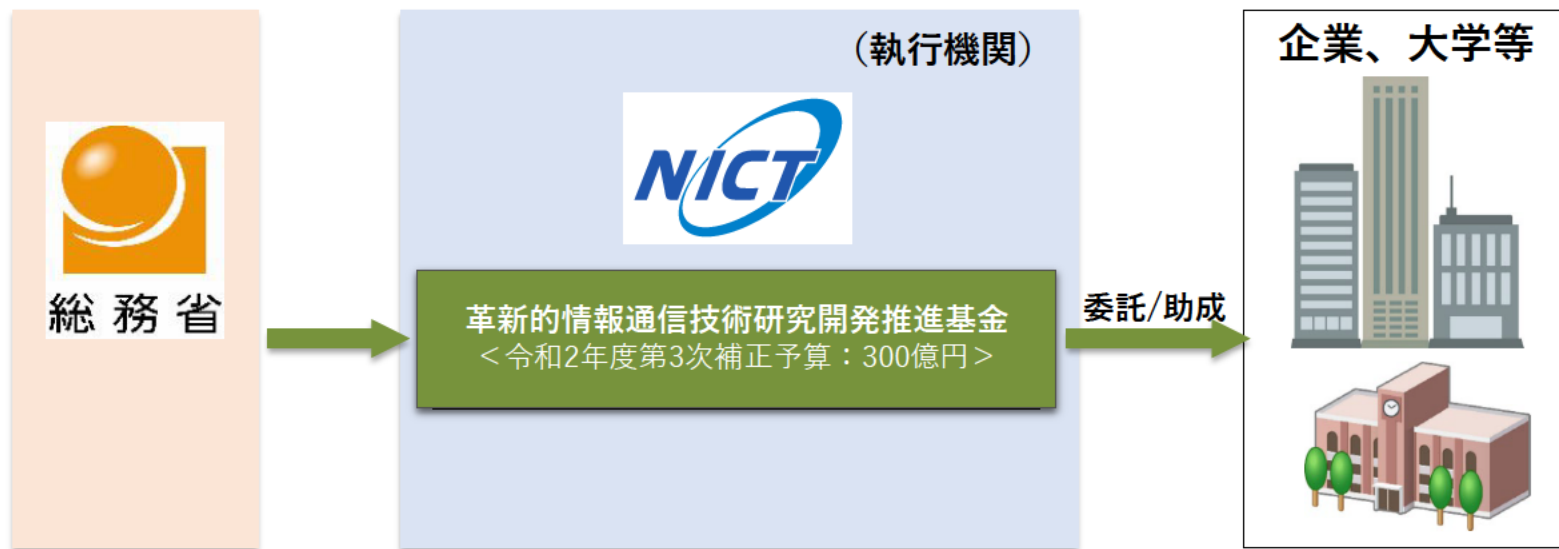 総務省
（執行機関）
NICT
革新的情報通信技術研究開発推進基金
＜令和2年度第3次補正予算：300億円＞
委託/助成
企業、大学等